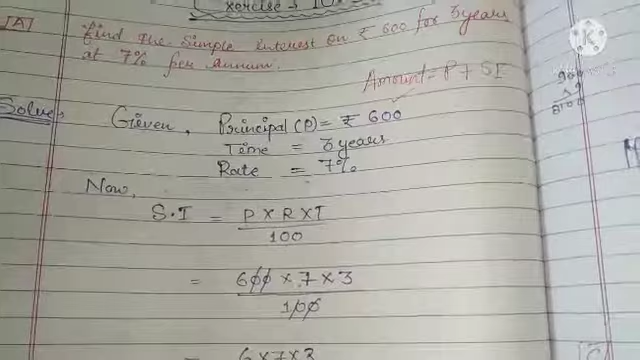 Exercise: 10
[A] Find the Simple interest on ₹ 600 for 3 years
at 7% per annum.
Amount = P + SI
Solve:
Given, Principal (P) = ₹ 600
Time = 3 years
Rate = 7%
Now,
S.I = P × R × T
100
= 600 × 7 × 3
100
= 6 × 7 × 3
K